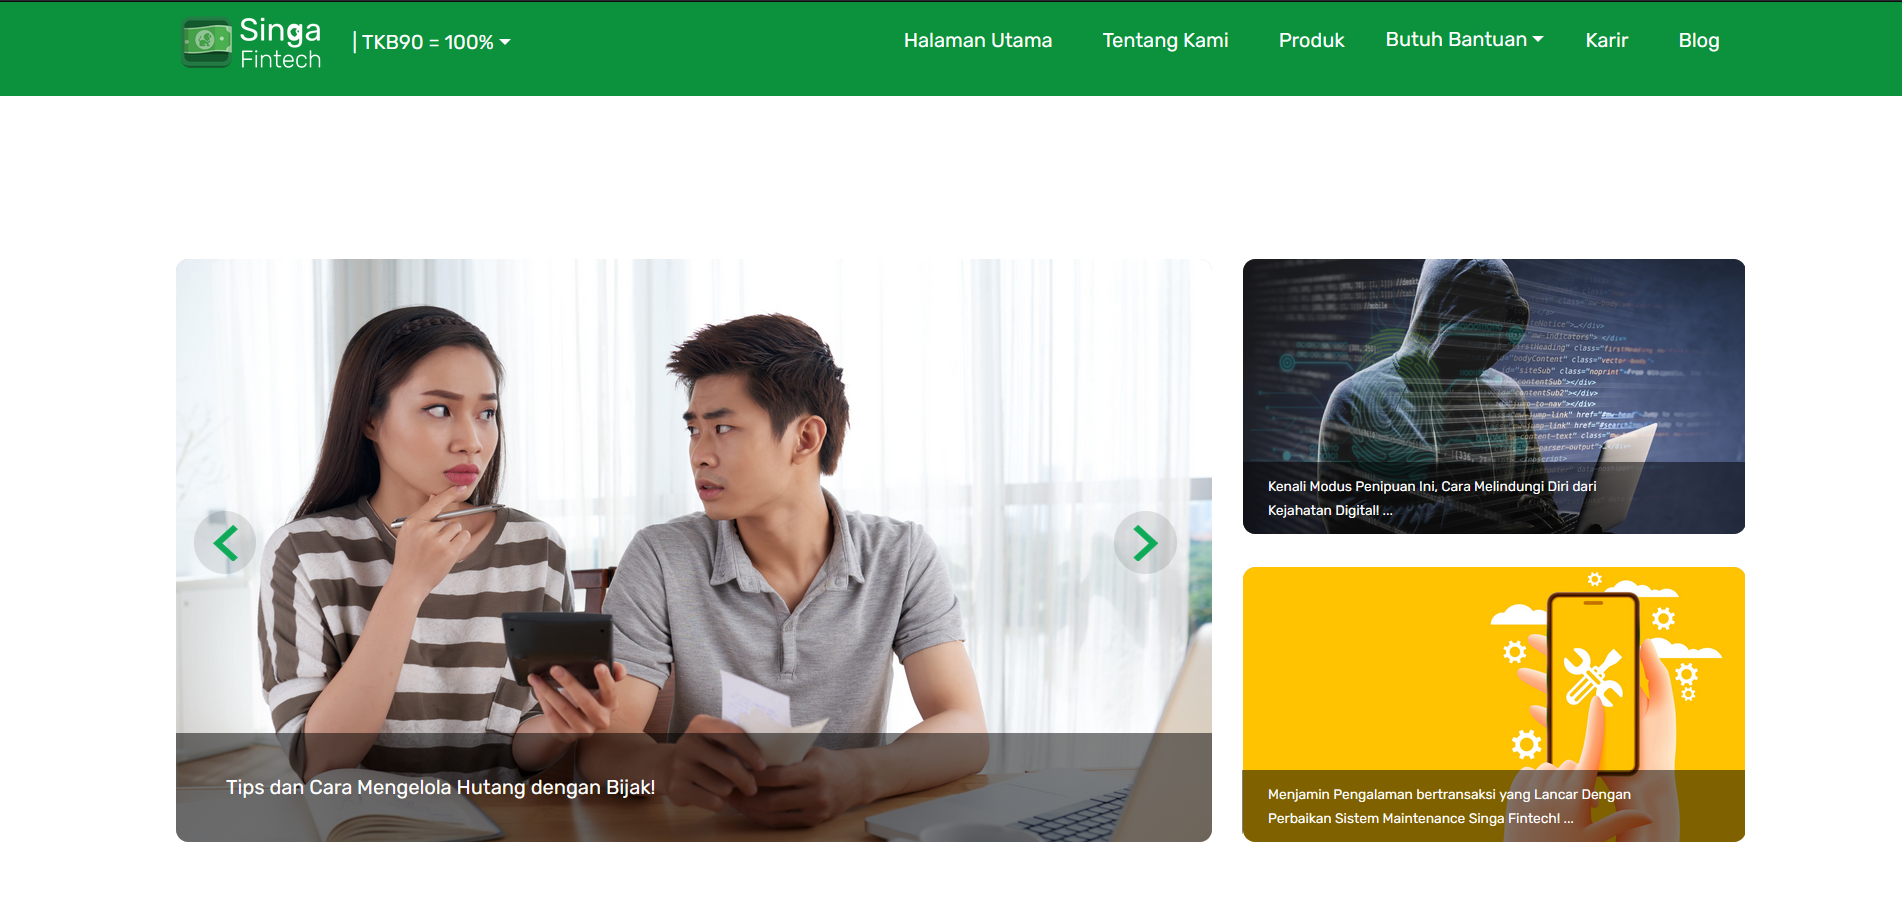 Singa
Fintech
| TKB90 = 100%
Halaman Utama
Tentang Kami
Produk
Butuh Bantuan
Karir
Blog
Tips dan Cara Mengelola Hutang dengan Bijak!
Kenali Modus Penipuan Ini, Cara Melindungi Diri dari
Kejahatan Digitall ...
Menjamin Pengalaman bertransaksi yang Lancar Dengan
Perbaikan Sistem Maintenance Singa Fintechl ...